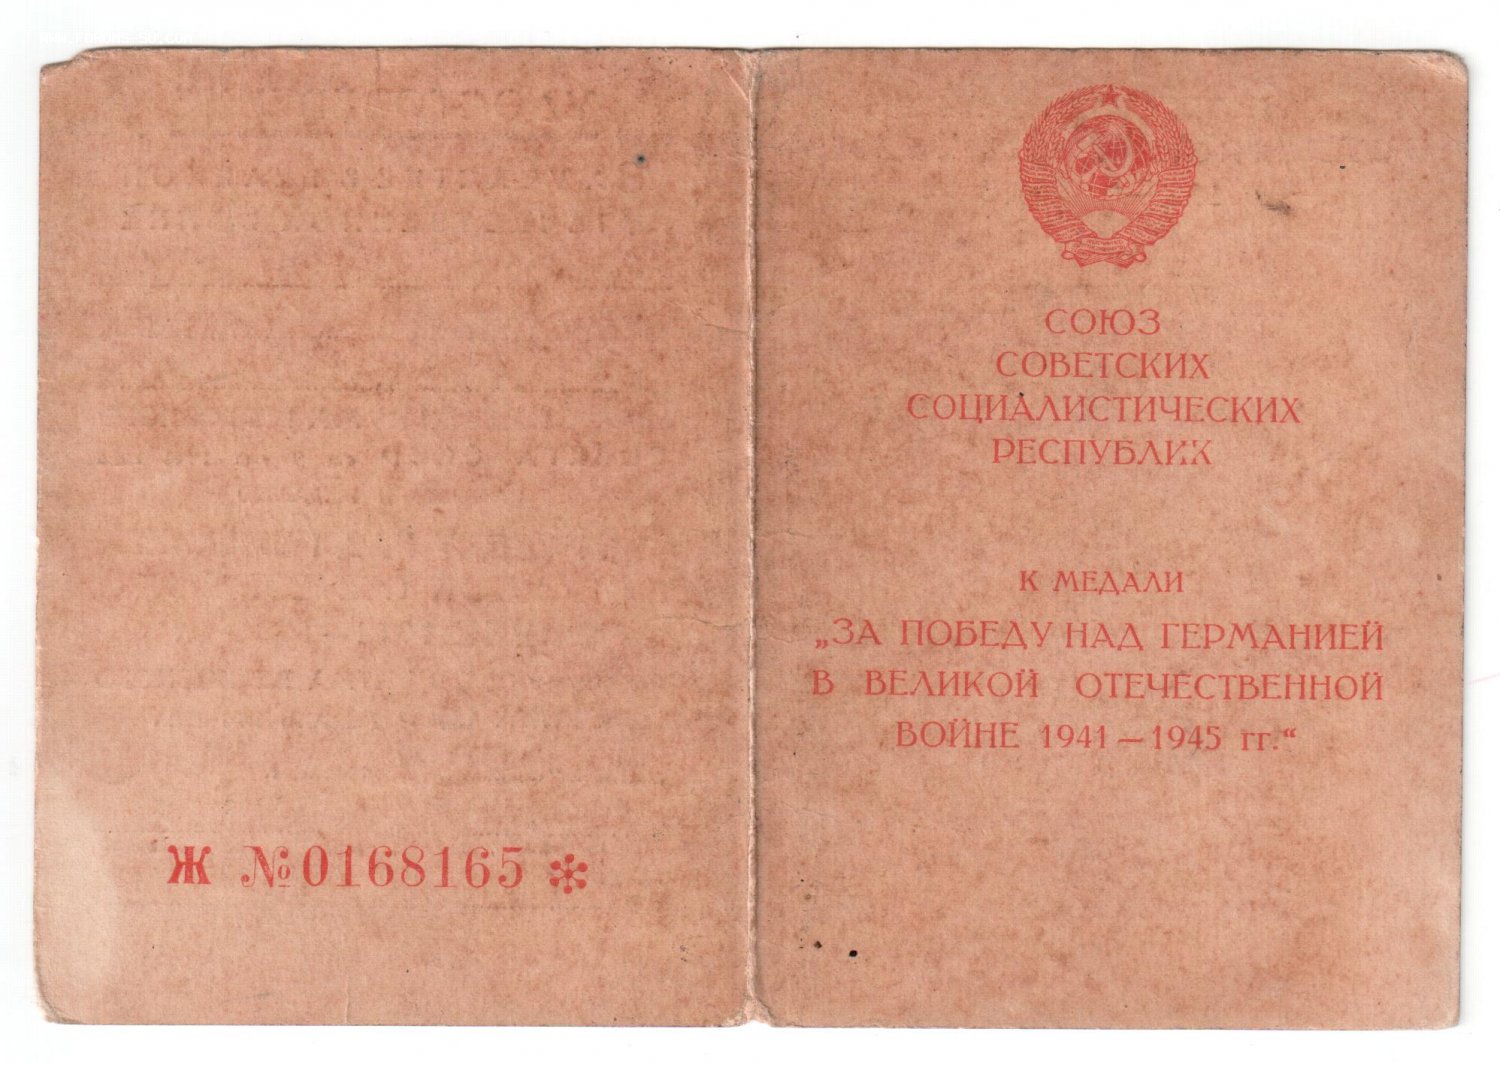 Ж №0168165 *
СОЮЗ
СОВЕТСКИХ
СОЦИАЛИСТИЧЕСКИХ
РЕСПУБЛИК
К МЕДАЛИ
„ЗА ПОБЕДУ НАД ГЕРМАНИЕЙ
В ВЕЛИКОЙ ОТЕЧЕСТВЕННОЙ
ВОЙНЕ 1941—1945 гг.“